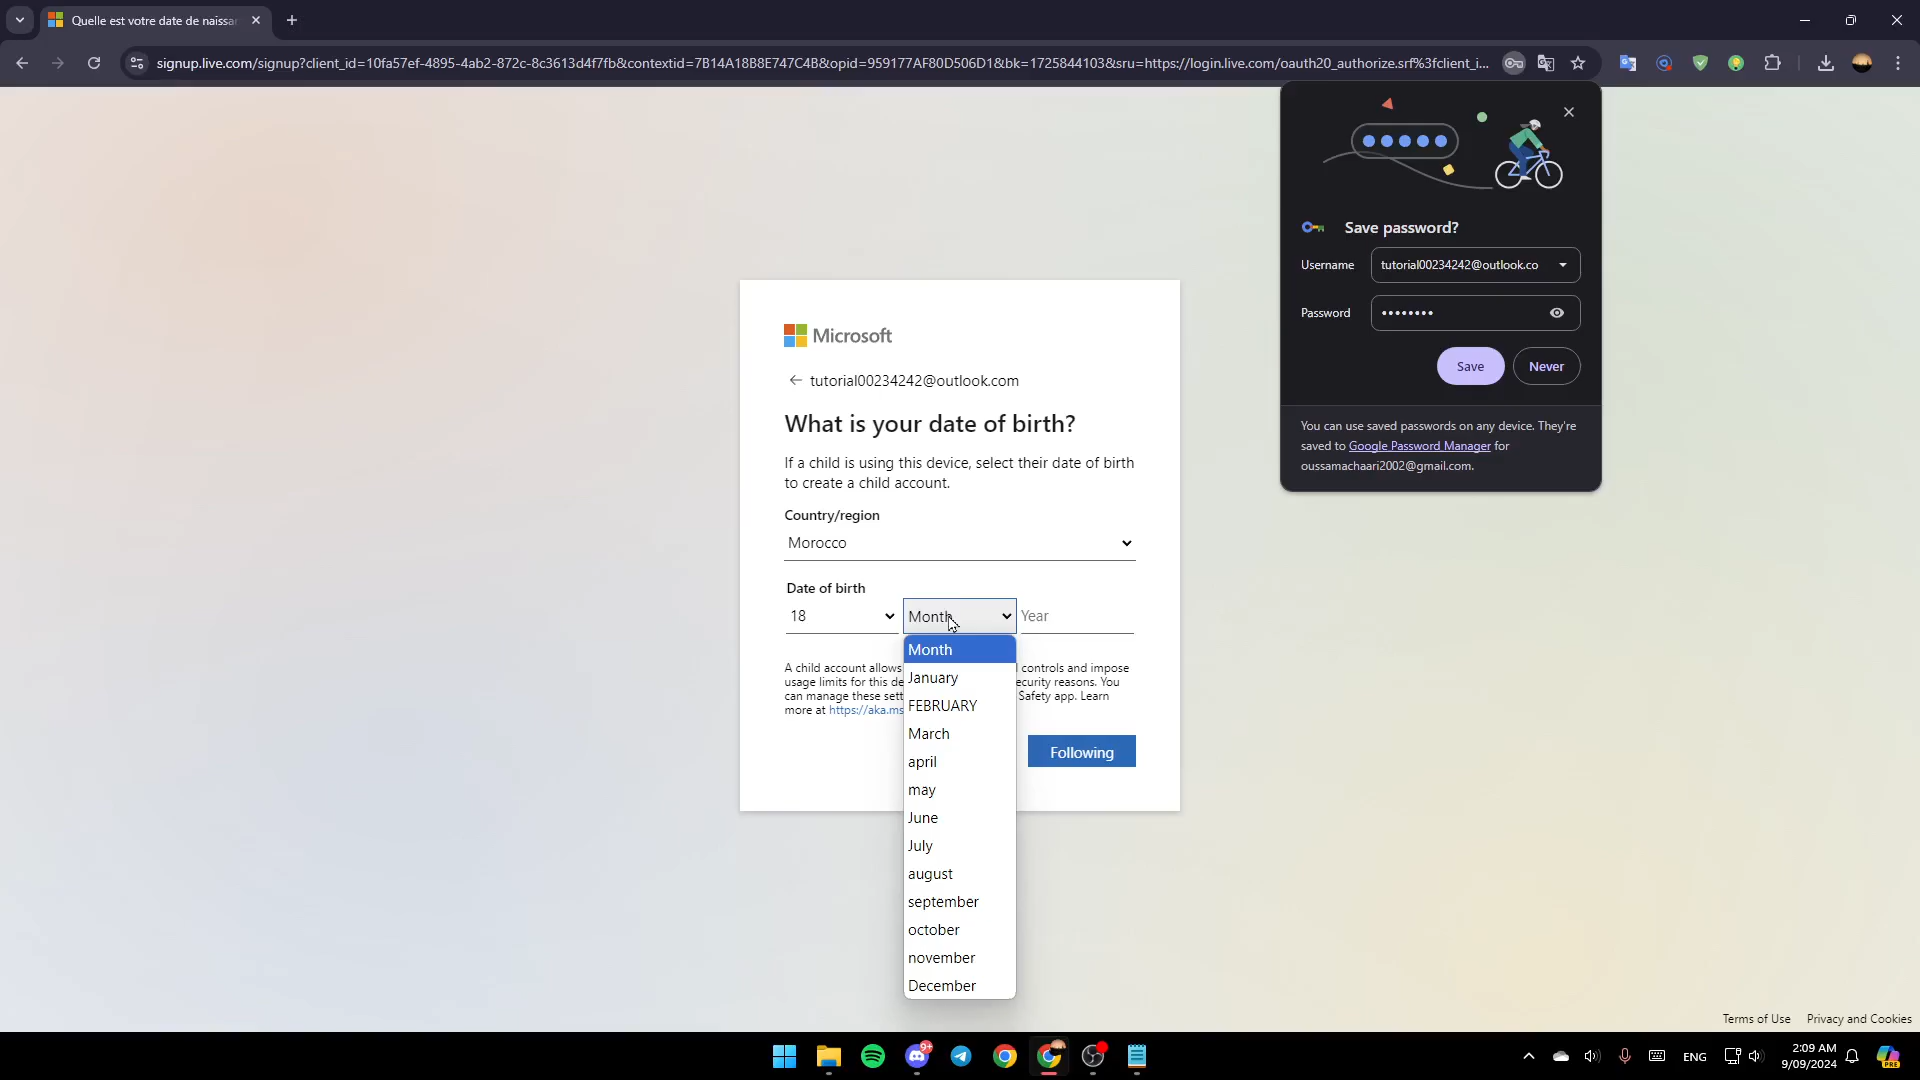 Quelle est votre date de naissan
signup.live.com/signup?client_id=10fa57ef-4895-4ab2-872c-8c3613d4f7fb&contextid=7B14A18B8E747C4B&opid=959177AF80D506D1&bk=1725844103&sru=https://login.live.com/oauth20_authorize.srf%3fclient_i...
Save password?
Username tutorial00234242@outlook.co
Password ••••••••
Save Never
You can use saved passwords on any device. They're
saved to Google Password Manager for
oussamachaari2002@gmail.com.
Microsoft
tutorial00234242@outlook.com
What is your date of birth?
If a child is using this device, select their date of birth
to create a child account.
Country/region
Morocco
Date of birth
18 Month Year
Month
January
FEBRUARY
March
april
may
June
July
august
september
october
november
December
A child account allows controls and impose
usage limits for this de ecurity reasons. You
can manage these sett Safety app. Learn
more at https://aka.ms
Following
Terms of Use Privacy and Cookies
9+
ENG
2:09 AM
9/09/2024
PRE